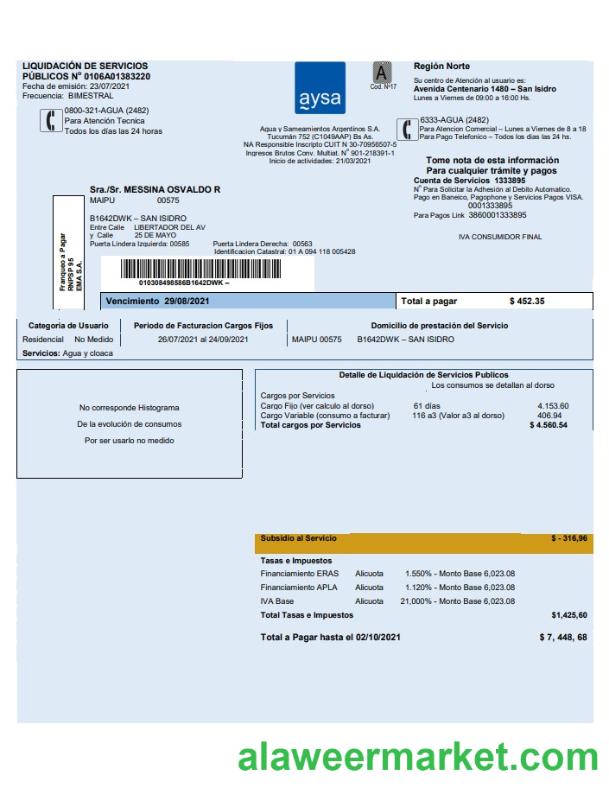 LIQUIDACIÓN DE SERVICIOS
PÚBLICOS Nº 0106A01383220
Fecha de emisión: 23/07/2021
Frecuencia: BIMESTRAL
0800-321-AGUA (2482)
Para Atención Tecnica
Todos los días las 24 horas
aysa
A
Cod. Nº17
Agua y Sameamientos Argentinos S.A.
Tucumán 752 (C1049AAP) Bs As.
NA Responsible Inscripto CUIT N 30-70956507-5
Ingresos Brutos Conv. Multiat. Nº 901-218391-1
Inicio de actividades: 21/03/2021
Región Norte
Su centro de Atención al usuario es:
Avenida Centenario 1480 – San Isidro
Lunes a Viernes de 09:00 a 16:00 Hs.
6333-AGUA (2482)
Para Atencion Comercial – Lunes a Viernes de 8 a 18
Para Pago Telefonico – Todos los dias las 24 hs.
Tome nota de esta información
Para cualquier trámite y pagos
Cuenta de Servicios 1333895
Nº Para Solicitar la Adhesión al Debito Automatico.
Pago en Baneico, Pagophone y Servicios Pagos VISA.
0001333895
Para Pagos Link 3860001333895
IVA CONSUMIDOR FINAL
Franqueo a Pagar
RNPSP 95
EMA S.A.
Sra./Sr. MESSINA OSVALDO R
MAIPU 00575
B1642DWK – SAN ISIDRO
Entre Calle LIBERTADOR DEL AV
y Calle 25 DE MAYO
Puerta Lindera Izquierda: 00585 Puerta Lindera Derecha: 00563
Identificacion Catastral: 01 A 094 118 005428
010308498586B1642DWK –
Vencimiento 29/08/2021 Total a pagar $ 452.35
Categoria de Usuario Periodo de Facturacion Cargos Fijos Domicilio de prestación del Servicio
Residencial No Medido 26/07/2021 al 24/09/2021 MAIPU 00575 B1642DWK – SAN ISIDRO
Servicios: Agua y cloaca
No corresponde Histograma
De la evolución de consumos
Por ser usarlo no medido
Detalle de Liquidación de Servicios Publicos
Los consumos se detallan al dorso
Cargos por Servicios
Cargo Fijo (ver calculo al dorso) 61 días 4.153.60
Cargo Variable (consumo a facturar) 116 a3 (Valor a3 al dorso) 406.94
Total cargos por Servicios $ 4.560.54
Subsidio al Servicio $ - 316,96
Tasas e Impuestos
Financiamiento ERAS Alicuota 1.550% - Monto Base 6,023.08
Financiamiento APLA Alicuota 1.120% - Monto Base 6,023.08
IVA Base Alicuota 21,000% - Monto Base 6,023.08
Total Tasas e Impuestos $1,425,60
Total a Pagar hasta el 02/10/2021 $ 7, 448, 68
alaweermarket.com